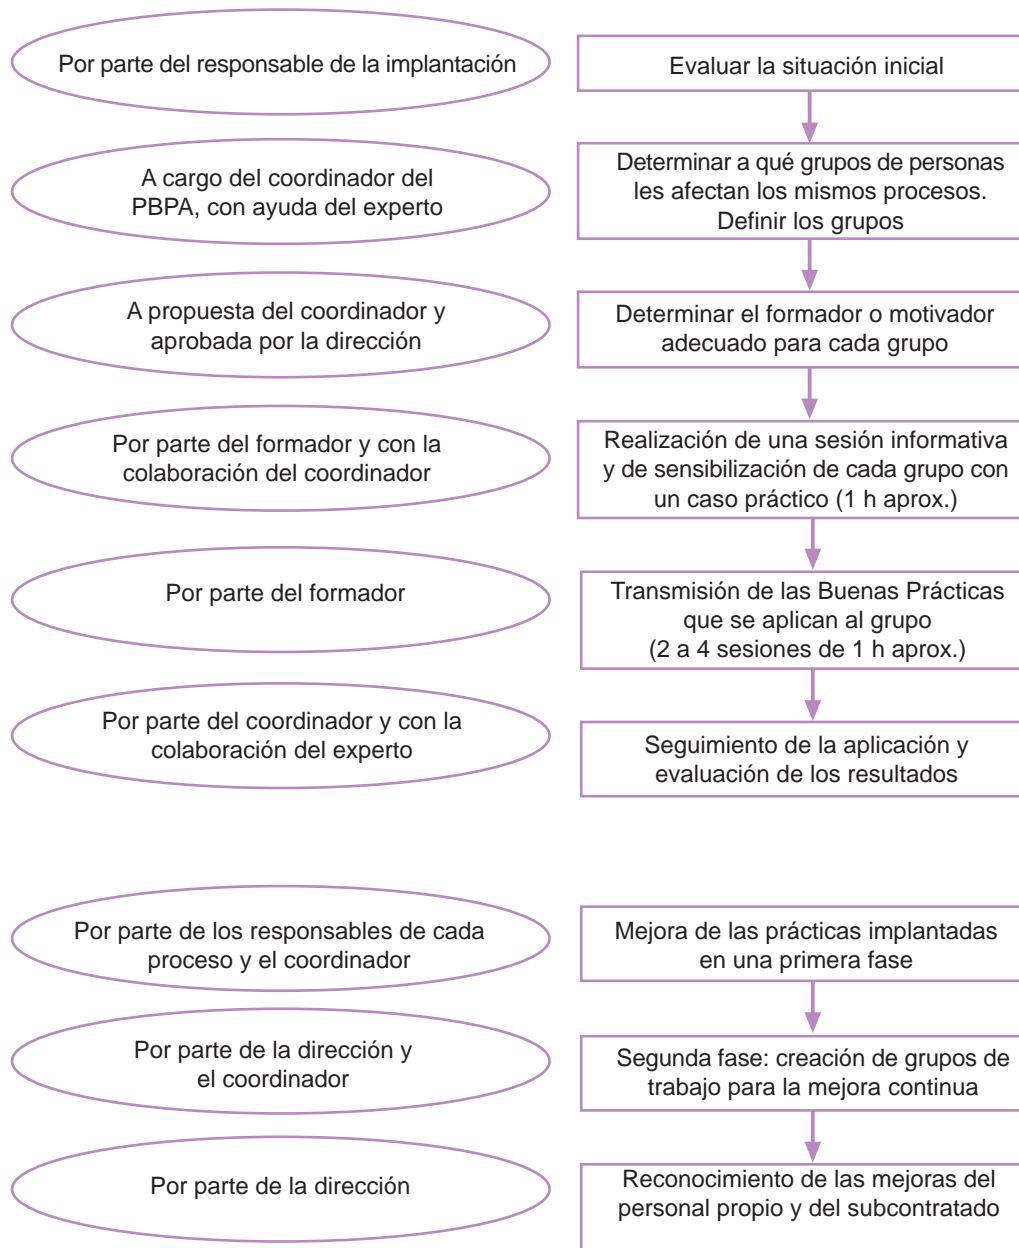 Por parte del responsable de la implantación
Evaluar la situación inicial
A cargo del coordinador del
PBPA, con ayuda del experto
Determinar a qué grupos de personas
les afectan los mismos procesos.
Definir los grupos
A propuesta del coordinador y
aprobada por la dirección
Determinar el formador o motivador
adecuado para cada grupo
Por parte del formador y con la
colaboración del coordinador
Realización de una sesión informativa
y de sensibilización de cada grupo con
un caso práctico (1 h aprox.)
Por parte del formador
Transmisión de las Buenas Prácticas
que se aplican al grupo
(2 a 4 sesiones de 1 h aprox.)
Por parte del coordinador y con la
colaboración del experto
Seguimiento de la aplicación y
evaluación de los resultados
Por parte de los responsables de cada
proceso y el coordinador
Mejora de las prácticas implantadas
en una primera fase
Por parte de la dirección y
el coordinador
Segunda fase: creación de grupos de
trabajo para la mejora continua
Por parte de la dirección
Reconocimiento de las mejoras del
personal propio y del subcontratado